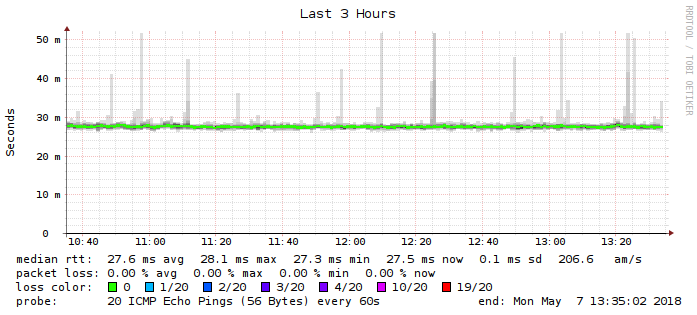 Last 3 Hours
RRDTOOL / TOBI OETIKER
Seconds
50 m
40 m
30 m
20 m
10 m
0
10:40 11:00 11:20 11:40 12:00 12:20 12:40 13:00 13:20
median rtt: 27.6 ms avg 28.1 ms max 27.3 ms min 27.5 ms now 0.1 ms sd 206.6 am/s
packet loss: 0.00 % avg 0.00 % max 0.00 % min 0.00 % now
loss color: 0 1/20 2/20 3/20 4/20 10/20 19/20
probe: 20 ICMP Echo Pings (56 Bytes) every 60s end: Mon May 7 13:35:02 2018